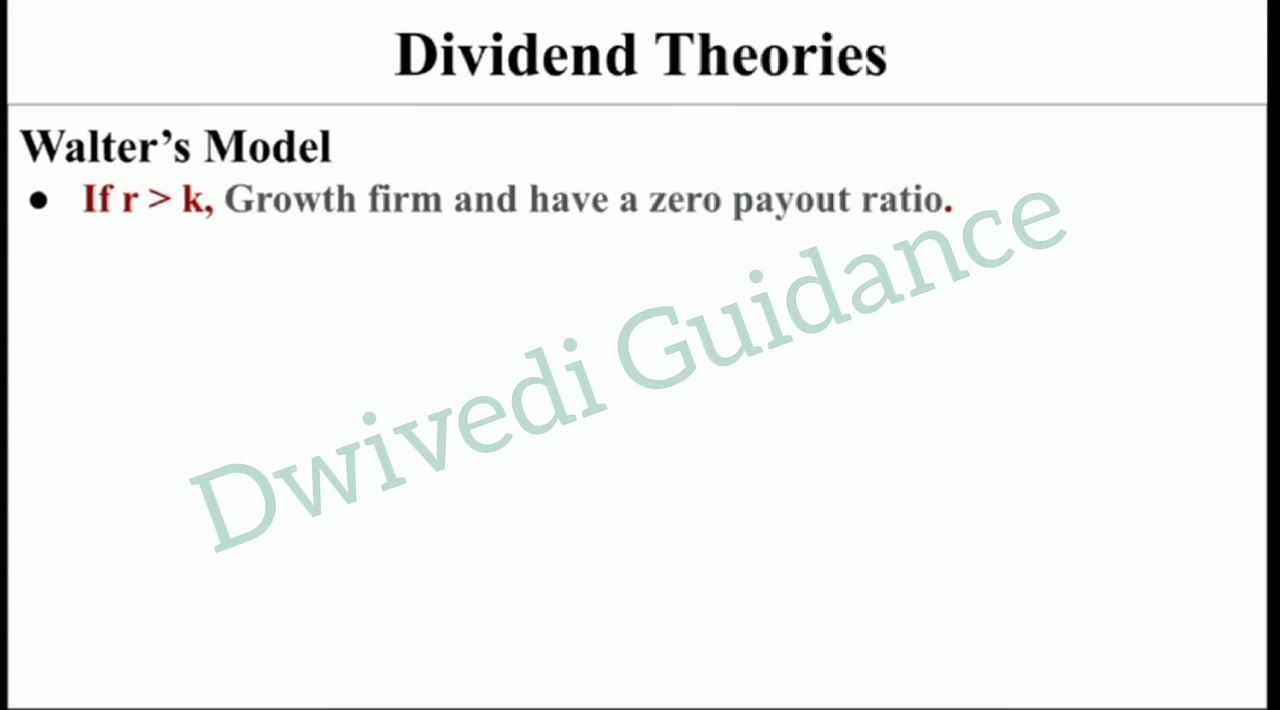 Dividend Theories
Walter's Model
● If r > k, Growth firm and have a zero payout ratio.
Dwivedi Guidance